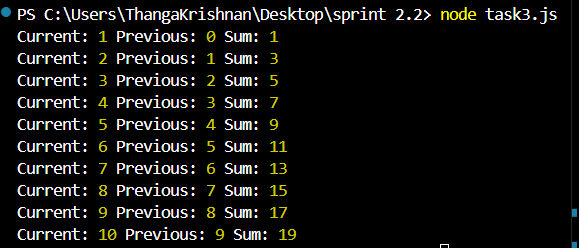 PS C:\Users\ThangaKrishnan\Desktop\sprint 2.2> node task3.js
Current: 1 Previous: 0 Sum: 1
Current: 2 Previous: 1 Sum: 3
Current: 3 Previous: 2 Sum: 5
Current: 4 Previous: 3 Sum: 7
Current: 5 Previous: 4 Sum: 9
Current: 6 Previous: 5 Sum: 11
Current: 7 Previous: 6 Sum: 13
Current: 8 Previous: 7 Sum: 15
Current: 9 Previous: 8 Sum: 17
Current: 10 Previous: 9 Sum: 19